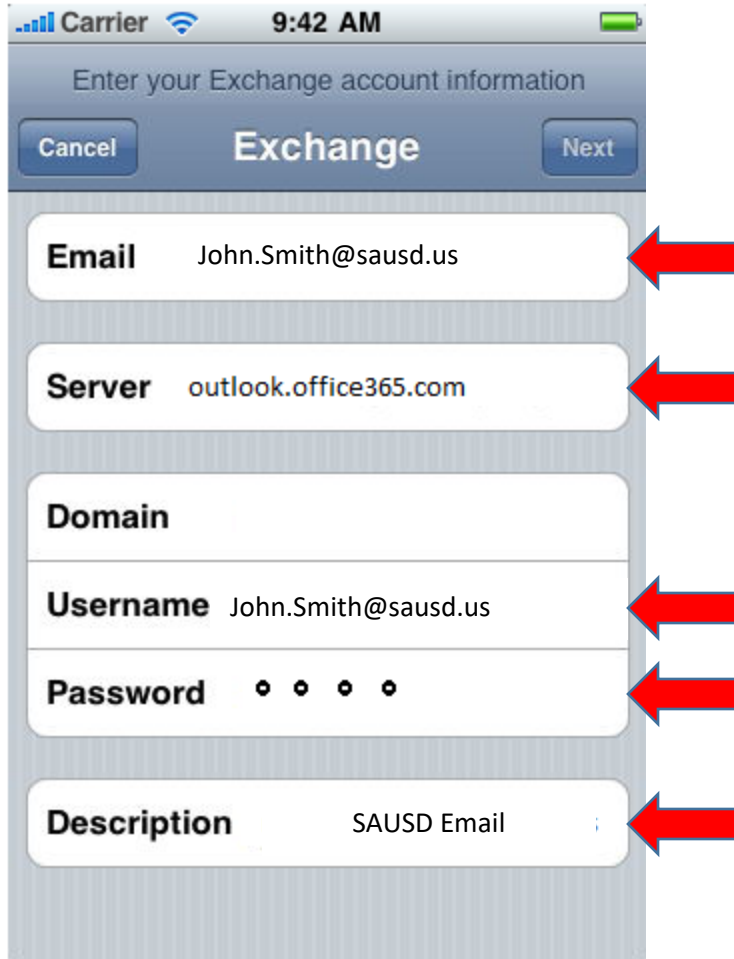 Carrier 9:42 AM
Enter your Exchange account information
Cancel Exchange Next
Email John.Smith@sausd.us
Server outlook.office365.com
Domain
Username John.Smith@sausd.us
Password
Description SAUSD Email